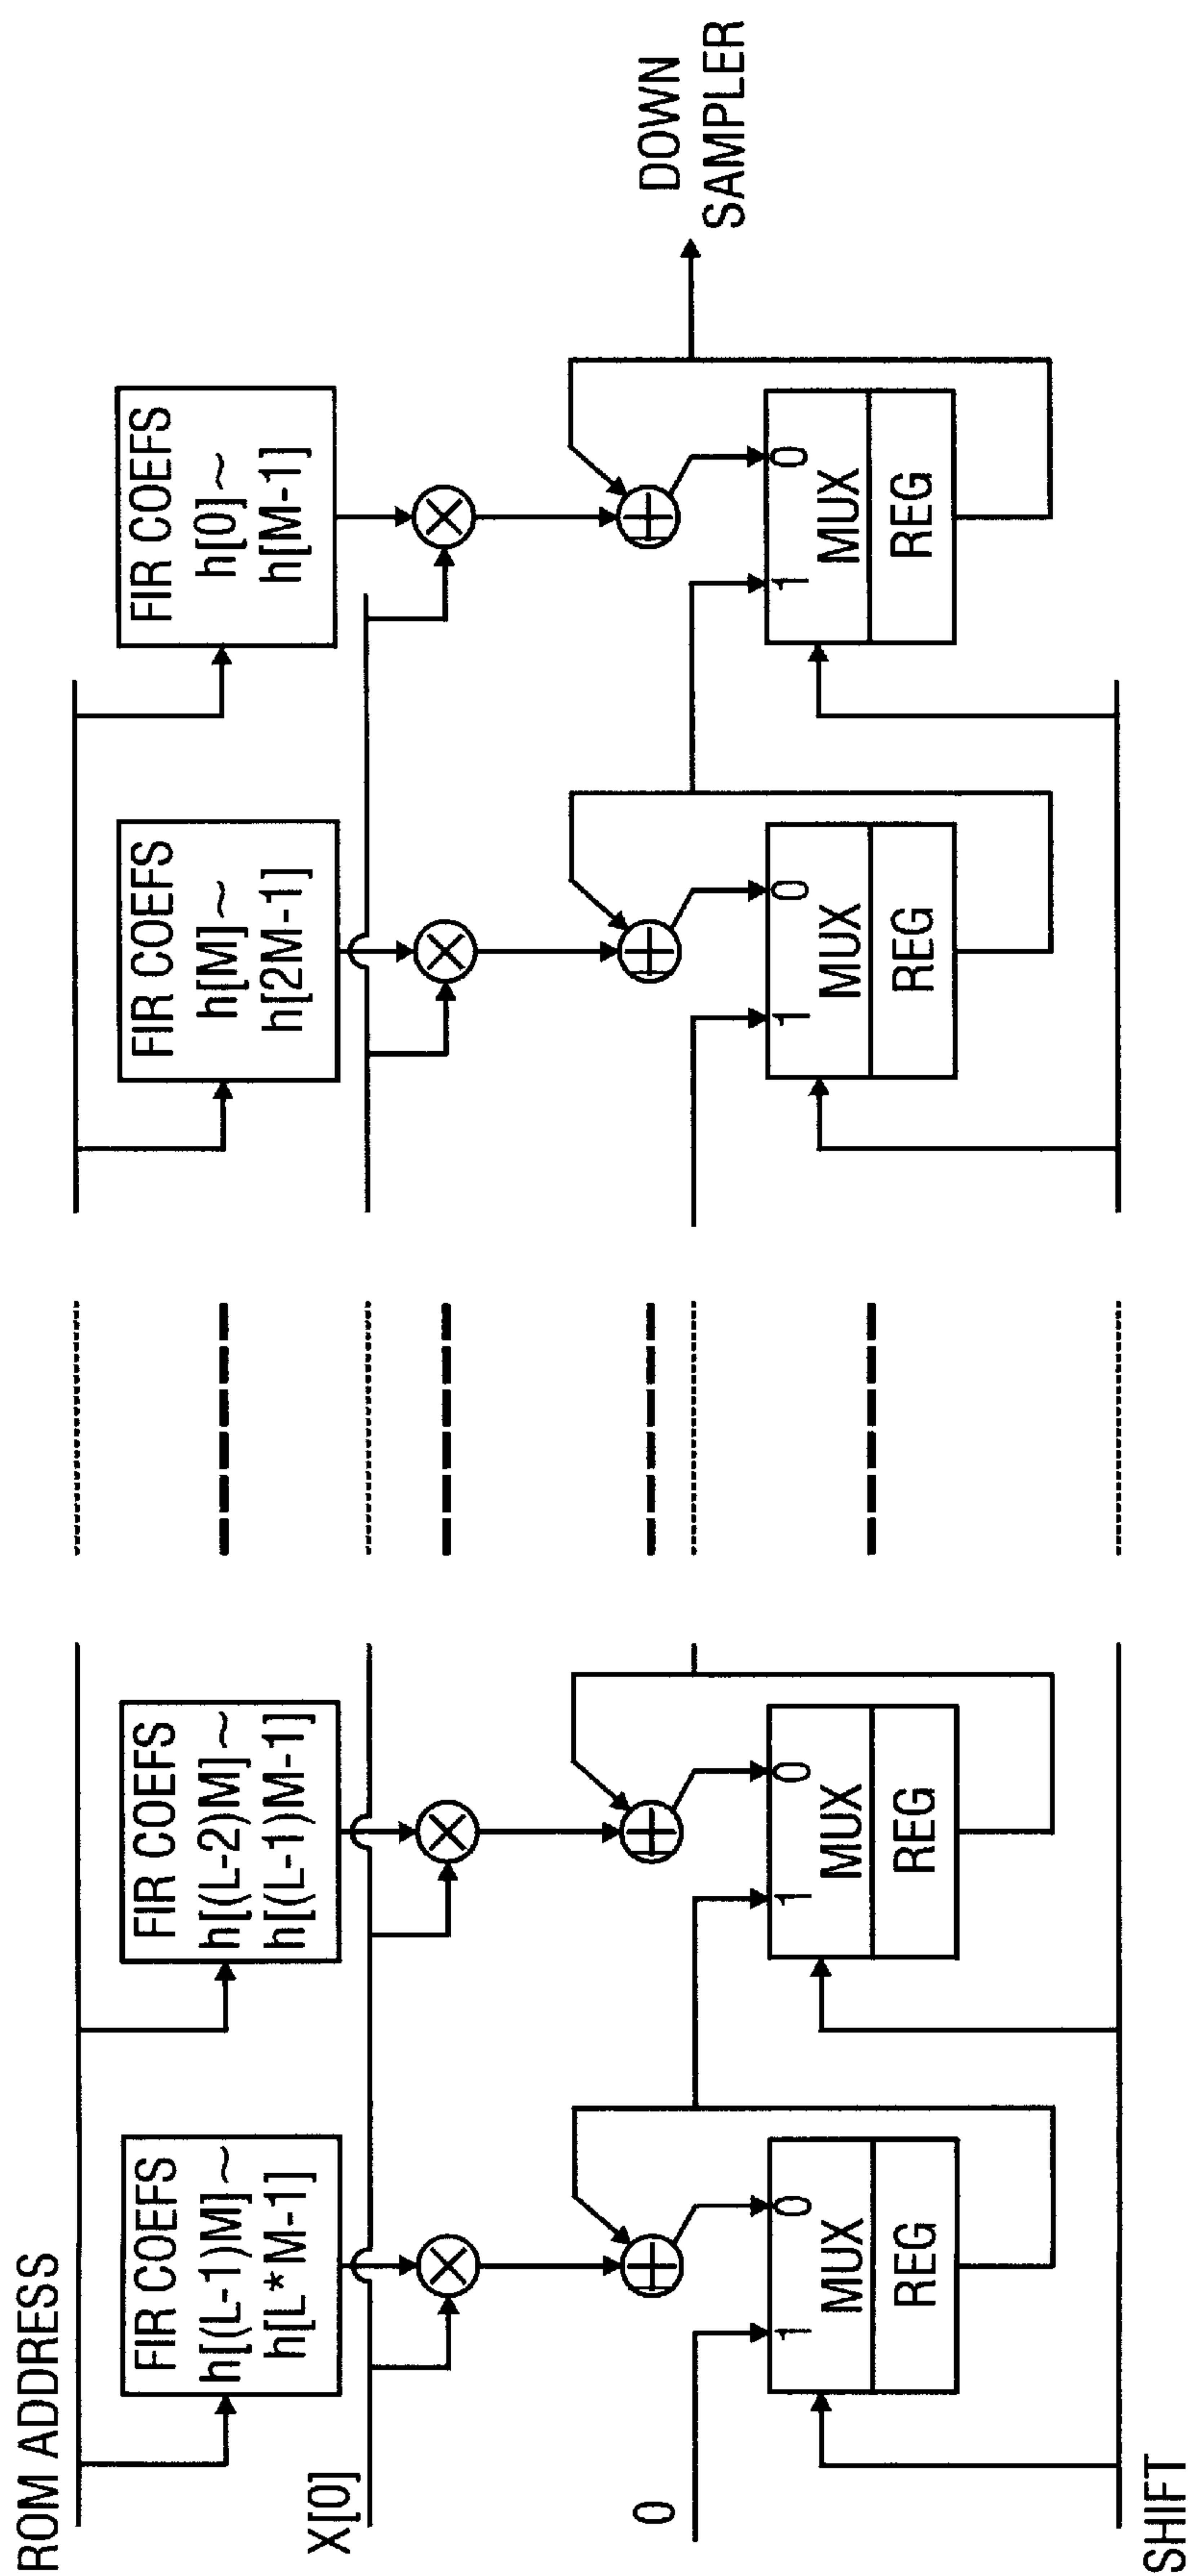 ROM ADDRESS
FIR COEFS
h[(L-1)M] ~
h[L*M-1]
FIR COEFS
h[(L-2)M] ~
h[(L-1)M-1]
FIR COEFS
h[M] ~
h[2M-1]
FIR COEFS
h[0] ~
h[M-1]
X[0]
0
DOWN
SAMPLER
1
0
MUX
REG
1
0
MUX
REG
1
0
MUX
REG
1
0
MUX
REG
SHIFT